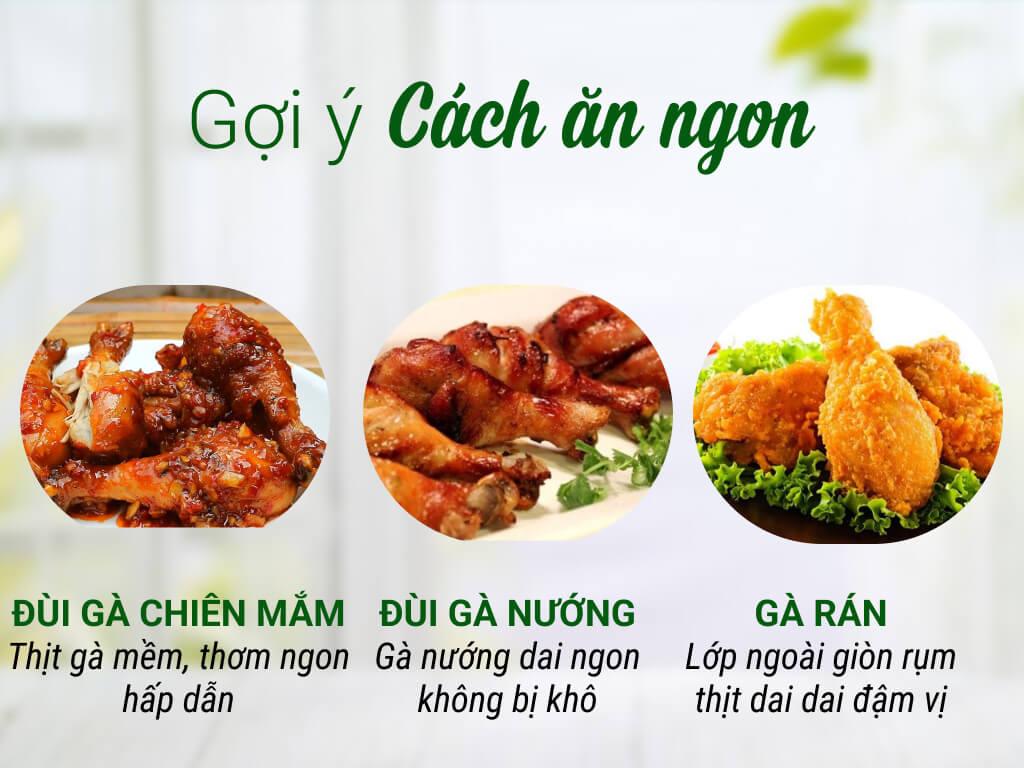 Gợi ý Cách ăn ngon
ĐÙI GÀ CHIÊN MẮM
Thịt gà mềm, thơm ngon
hấp dẫn
ĐÙI GÀ NƯỚNG
Gà nướng dai ngon
không bị khô
GÀ RÁN
Lớp ngoài giòn rụm
thịt dai dai đậm vị